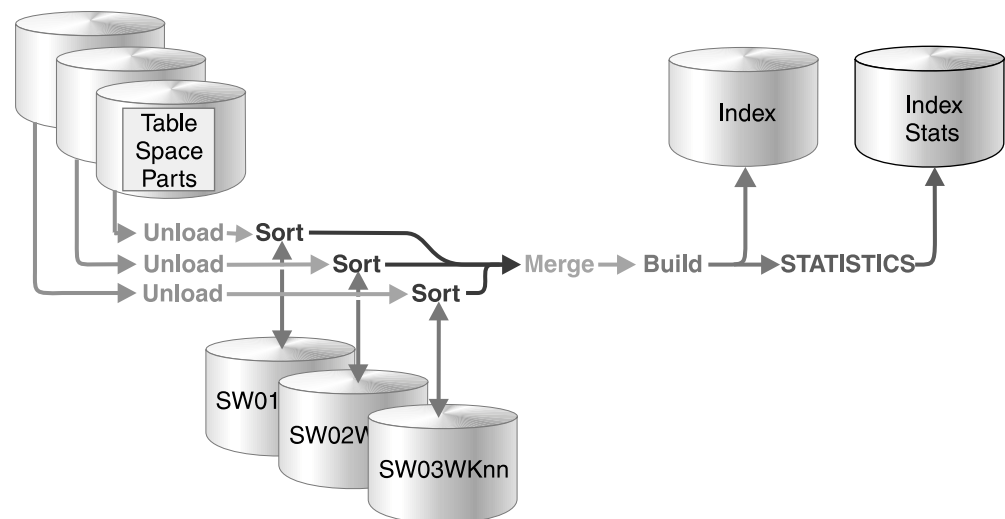 Table
Space
Parts
Index
Index
Stats
Unload Sort
Unload Sort Merge Build STATISTICS
Unload Sort
SW01
SW02W
SW03WKnn